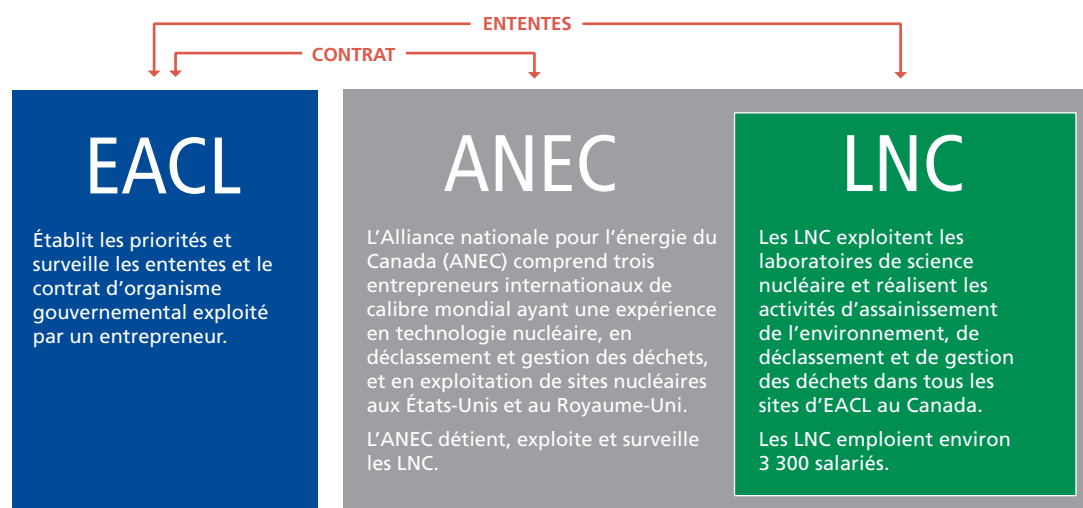 ENTENTES
CONTRAT
EACL
Établit les priorités et
surveille les ententes et le
contrat d'organisme
gouvernemental exploité
par un entrepreneur.
ANEC
L'Alliance nationale pour l'énergie du
Canada (ANEC) comprend trois
entrepreneurs internationaux de
calibre mondial ayant une expérience
en technologie nucléaire, en
déclassement et gestion des déchets,
et en exploitation de sites nucléaires
aux États-Unis et au Royaume-Uni.
L'ANEC détient, exploite et surveille
les LNC.
LNC
Les LNC exploitent les
laboratoires de science
nucléaire et réalisent les
activités d'assainissement
de l'environnement, de
déclassement et de gestion
des déchets dans tous les
sites d'EACL au Canada.
Les LNC emploient environ
3 300 salariés.